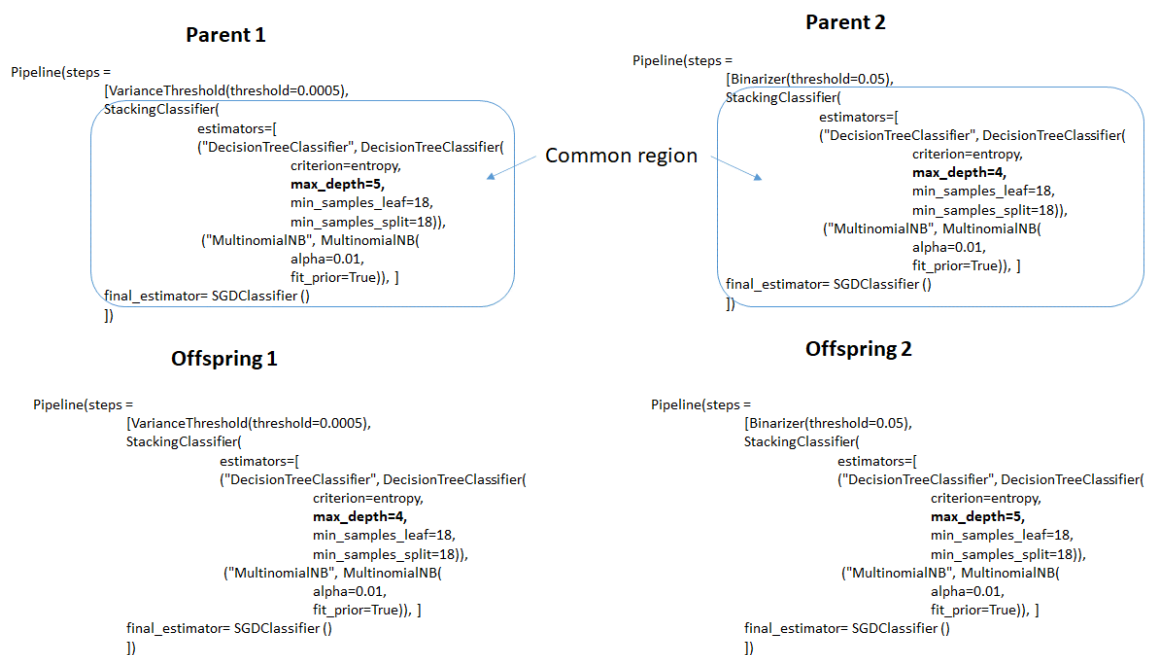 Parent 1
Pipeline(steps =
[VarianceThreshold(threshold=0.0005),
StackingClassifier(
estimators=[
("DecisionTreeClassifier", DecisionTreeClassifier(
criterion=entropy,
max_depth=5,
min_samples_leaf=18,
min_samples_split=18)),
("MultinomialNB", MultinomialNB(
alpha=0.01,
fit_prior=True)), ]
final_estimator= SGDClassifier ()
])
Common region
Parent 2
Pipeline(steps =
[Binarizer(threshold=0.05),
StackingClassifier(
estimators=[
("DecisionTreeClassifier", DecisionTreeClassifier(
criterion=entropy,
max_depth=4,
min_samples_leaf=18,
min_samples_split=18)),
("MultinomialNB", MultinomialNB(
alpha=0.01,
fit_prior=True)), ]
final_estimator= SGDClassifier ()
])
Offspring 1
Pipeline(steps =
[VarianceThreshold(threshold=0.0005),
StackingClassifier(
estimators=[
("DecisionTreeClassifier", DecisionTreeClassifier(
criterion=entropy,
max_depth=4,
min_samples_leaf=18,
min_samples_split=18)),
("MultinomialNB", MultinomialNB(
alpha=0.01,
fit_prior=True)), ]
final_estimator= SGDClassifier ()
])
Offspring 2
Pipeline(steps =
[Binarizer(threshold=0.05),
StackingClassifier(
estimators=[
("DecisionTreeClassifier", DecisionTreeClassifier(
criterion=entropy,
max_depth=5,
min_samples_leaf=18,
min_samples_split=18)),
("MultinomialNB", MultinomialNB(
alpha=0.01,
fit_prior=True)), ]
final_estimator= SGDClassifier ()
])